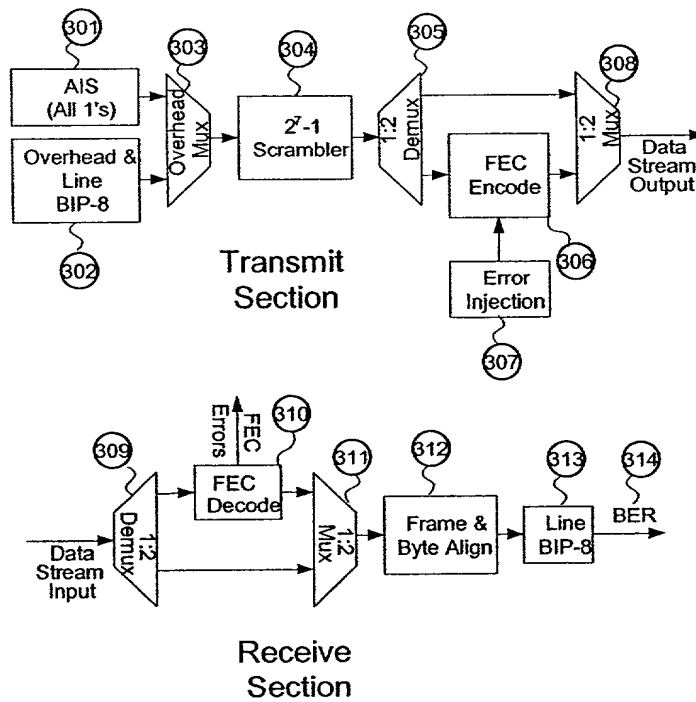 301
303
304
305
308
AIS
(All 1's)
Overhead &
Line
BIP-8
Overhead
Mux
2⁷-1
Scrambler
1:2
Demux
FEC
Encode
1:2
Mux
Data
Stream
Output
302
306
Error
Injection
307
Transmit
Section
309
FEC
Errors
310
311
312
313
314
FEC
Decode
1:2
Demux
1:2
Mux
Frame &
Byte Align
Line
BIP-8
BER
Data
Stream
Input
Receive
Section